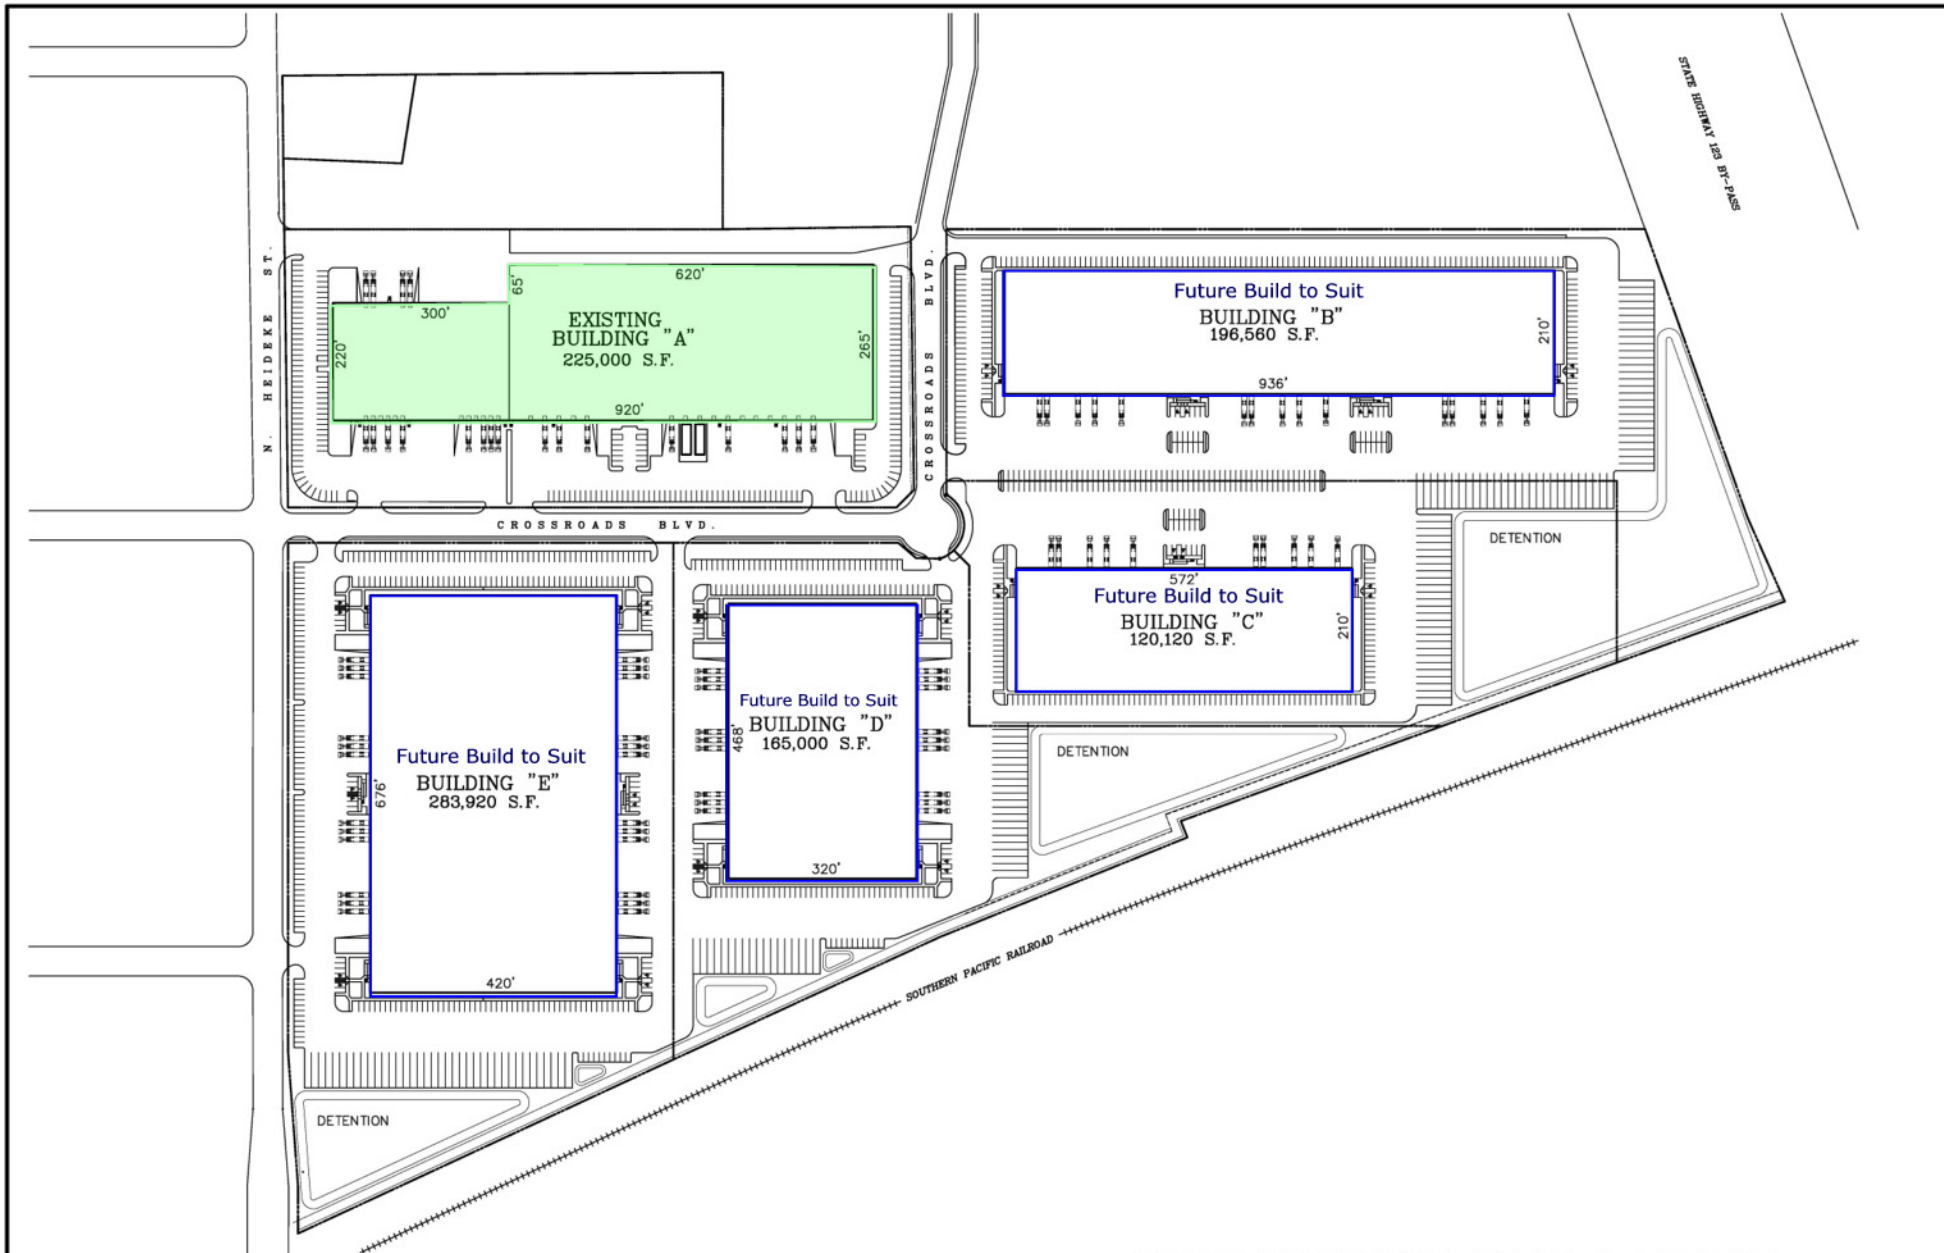 STATE HIGHWAY 123 BY-PASS
N. HEIDEKE ST.
620'
65'
300'
EXISTING
BUILDING "A"
225,000 S.F.
220'
265'
920'
CROSSROADS BLVD.
Future Build to Suit
BUILDING "B"
196,560 S.F.
210'
936'
CROSSROADS BLVD.
DETENTION
572'
Future Build to Suit
BUILDING "C"
120,120 S.F.
210'
Future Build to Suit
BUILDING "D"
165,000 S.F.
468'
320'
DETENTION
Future Build to Suit
BUILDING "E"
283,920 S.F.
676'
420'
SOUTHERN PACIFIC RAILROAD
DETENTION